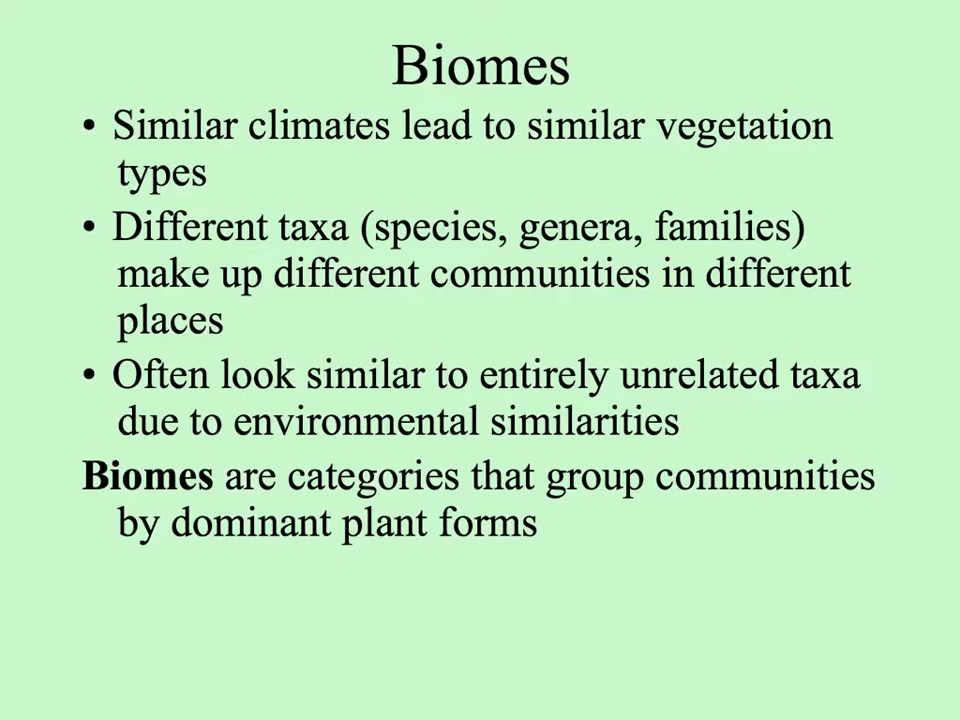 Biomes
• Similar climates lead to similar vegetation
types
• Different taxa (species, genera, families)
make up different communities in different
places
• Often look similar to entirely unrelated taxa
due to environmental similarities
Biomes are categories that group communities
by dominant plant forms